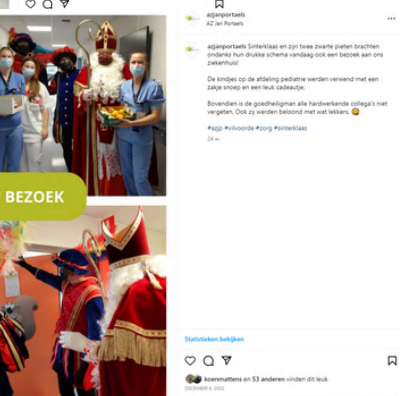 BEZOEK
azjanportaels
AZ Jan Portaels
azjanportaels Sinterklaas en zijn twee zwarte pieten brachten
ondanks hun drukke schema vandaag ook een bezoek aan ons
ziekenhuis!
De kindjes op de afdeling pediatrie werden verwend met een
zakje snoep en een leuk cadeautje.
Bovendien is de goedheiligman alle hardwerkende collega's niet
vergeten. Ook zij werden beloond met wat lekkers. 😋
#azjp #vilvoorde #zorg #sinterklaas
Statistieken bekijken
koenmattens en 53 anderen vinden dit leuk
DECEMBER 6, 2022